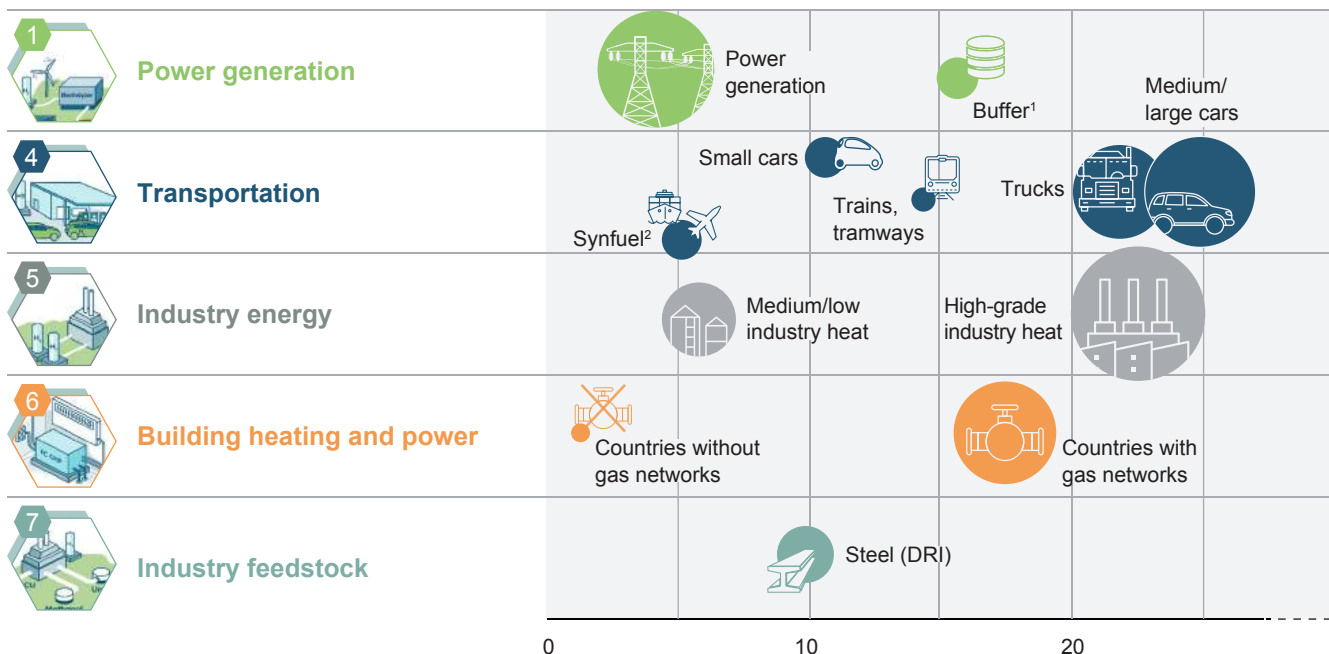 1
Power generation
Power
generation
Buffer¹
Medium/
large cars
4
Transportation
Small cars
Trains,
tramways
Trucks
Synfuel²
5
Industry energy
Medium/low
industry heat
High-grade
industry heat
6
Building heating and power
Countries without
gas networks
Countries with
gas networks
7
Industry feedstock
Steel (DRI)
0
10
20